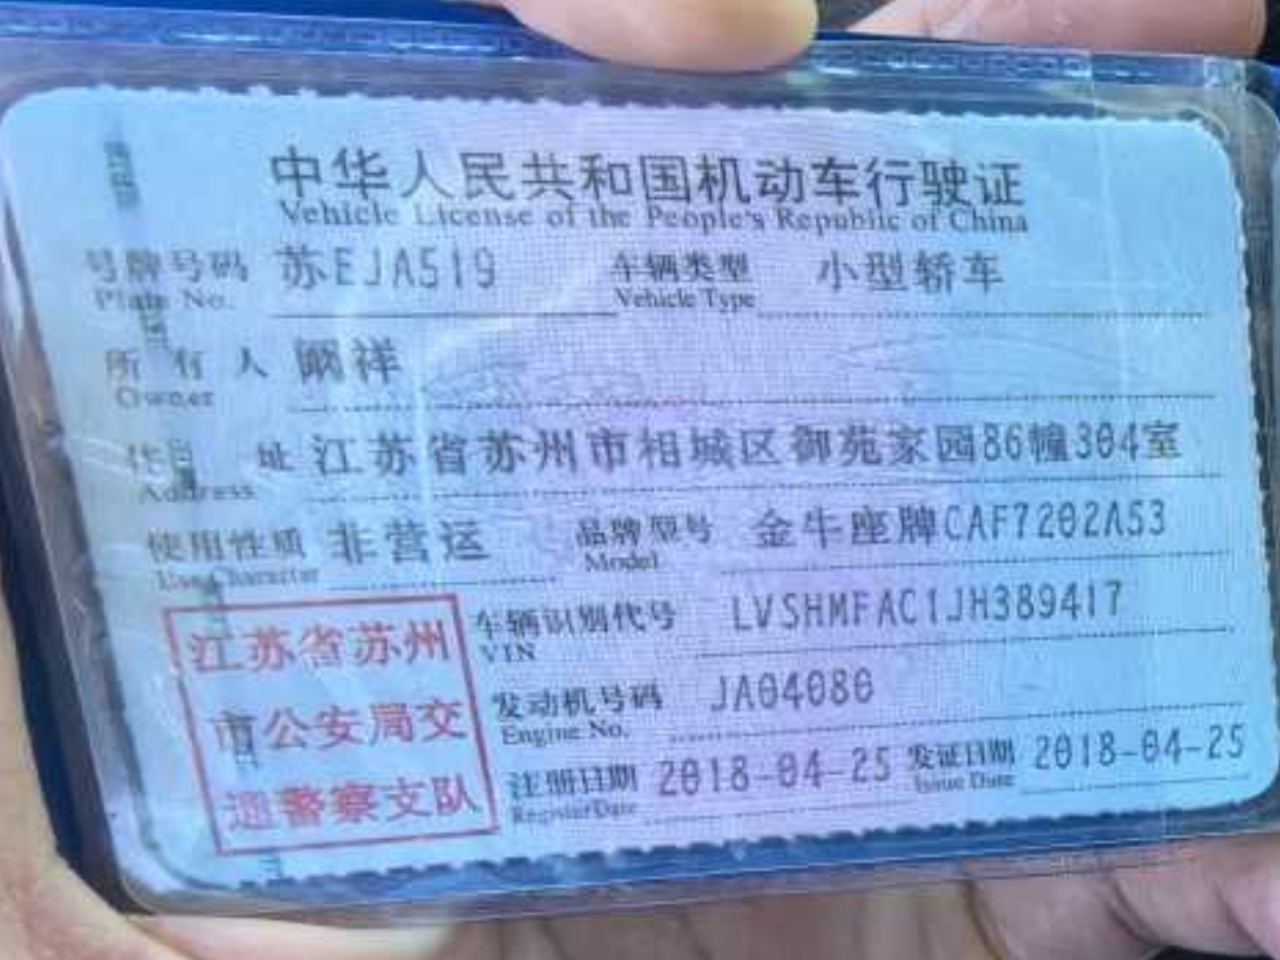 中华人民共和国机动车行驶证
Vehicle License of the People's Republic of China
号牌号码 苏EJA519 车辆类型 小型轿车
Plate No. Vehicle Type
所有人 阚祥
Owner
住址 江苏省苏州市相城区御苑家园86幢304室
Address
使用性质 非营运 品牌型号 金牛座牌CAF7202A53
Use Character Model
车辆识别代号 LVSHMFAC1JH389417
VIN
发动机号码 JA04080
Engine No.
注册日期 2018-04-25 发证日期 2018-04-25
Register Date Issue Date
江苏省苏州
市公安局交
通警察支队